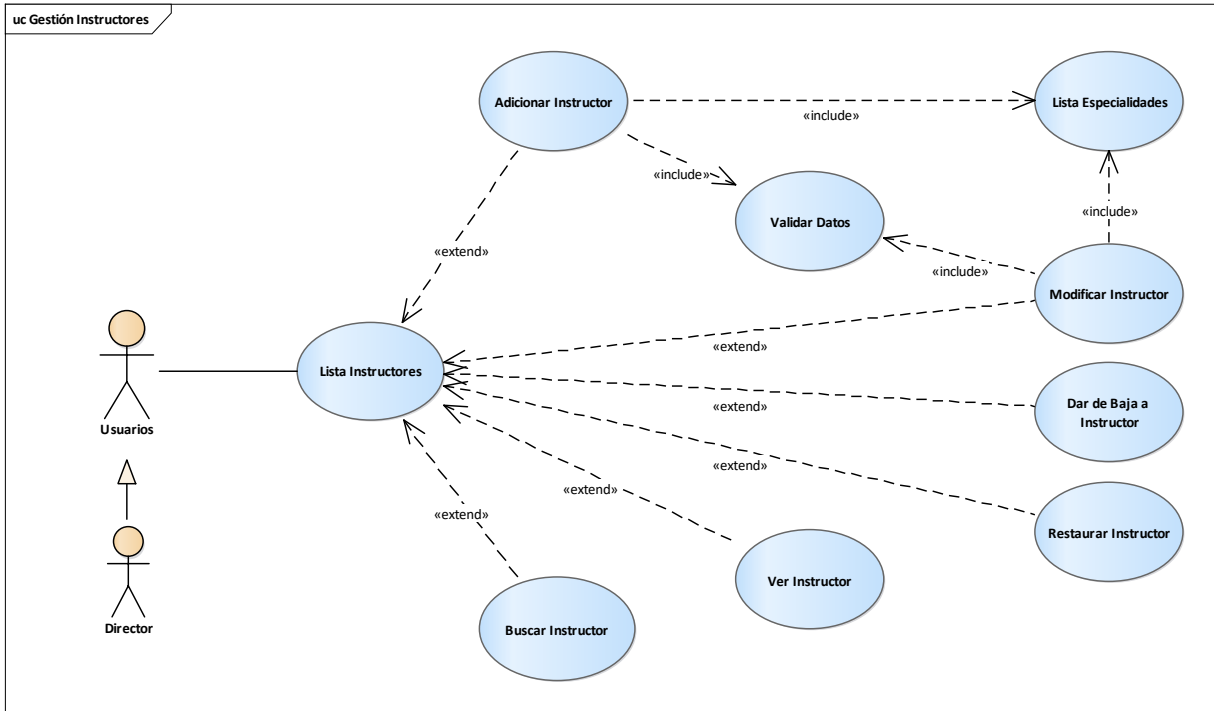 uc Gestión Instructores
Adicionar Instructor
Lista Especialidades
«include»
«include»
Validar Datos
«include»
«include»
«extend»
Modificar Instructor
«extend»
Lista Instructores
Usuarios
«extend»
Dar de Baja a
Instructor
«extend»
«extend»
«extend»
Restaurar Instructor
Ver Instructor
Director
Buscar Instructor